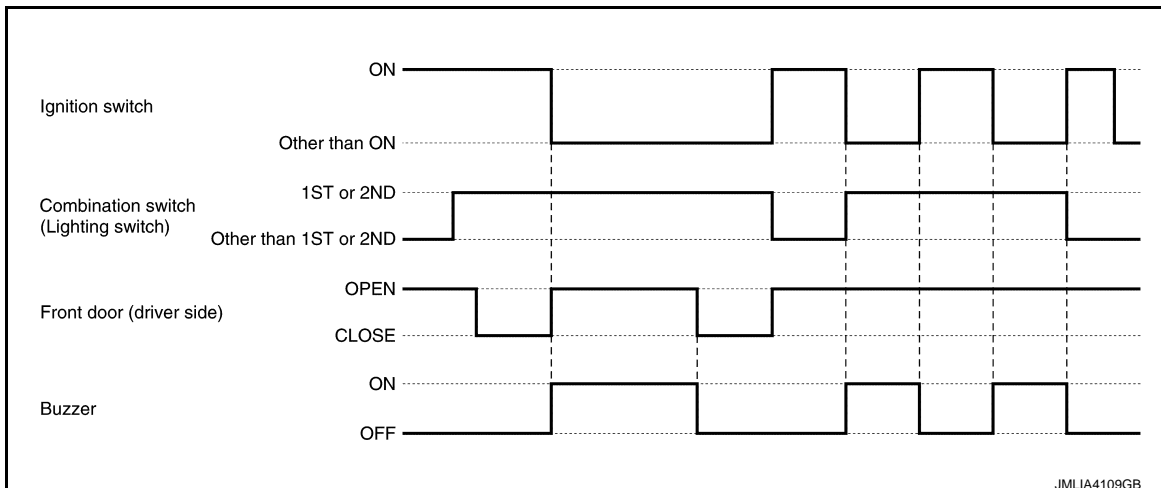 ON
Ignition switch
Other than ON
1ST or 2ND
Combination switch
(Lighting switch)
Other than 1ST or 2ND
OPEN
Front door (driver side)
CLOSE
ON
Buzzer
OFF
JMLIA4109GB